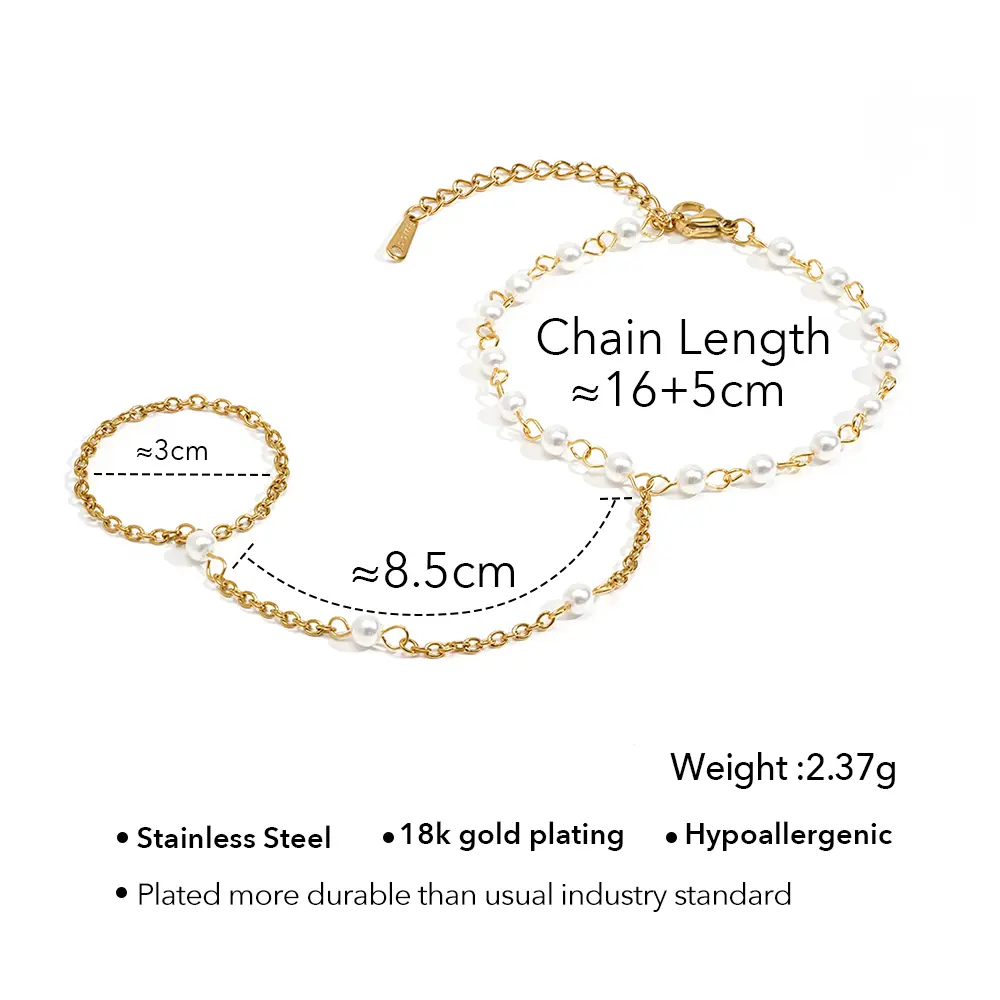 Chain Length
≈16+5cm
≈3cm
≈8.5cm
Weight :2.37g
• Stainless Steel
• 18k gold plating
• Hypoallergenic
• Plated more durable than usual industry standard